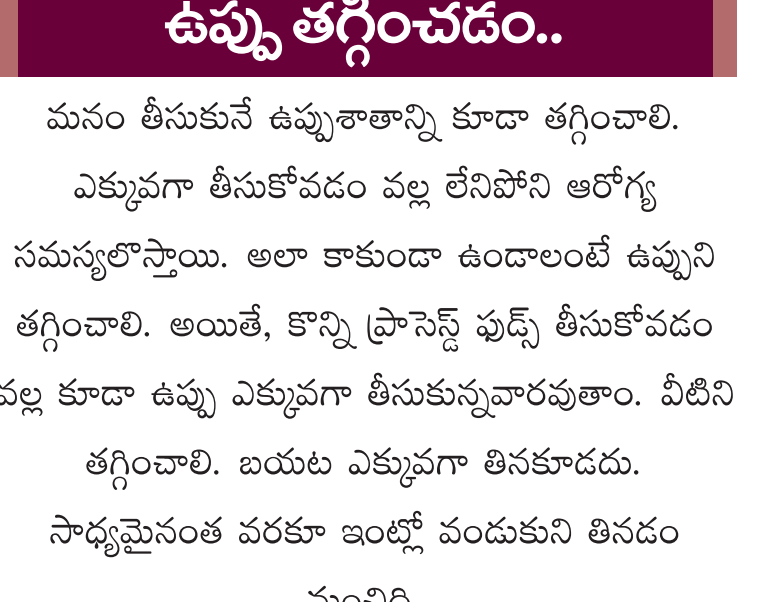 ఉప్పు తగ్గించడం..
మనం తీసుకునే ఉప్పుశాతాన్ని కూడా తగ్గించాలి.
ఎక్కువగా తీసుకోవడం వల్ల లేనిపోని ఆరోగ్య
సమస్యలొస్తాయి. అలా కాకుండా ఉండాలంటే ఉప్పుని
తగ్గించాలి. అయితే, కొన్ని ప్రాసెస్డ్ ఫుడ్స్ తీసుకోవడం
వల్ల కూడా ఉప్పు ఎక్కువగా తీసుకున్నవారవుతాం. వీటిని
తగ్గించాలి. బయట ఎక్కువగా తినకూడదు.
సాధ్యమైనంత వరకూ ఇంట్లో వండుకుని తినడం